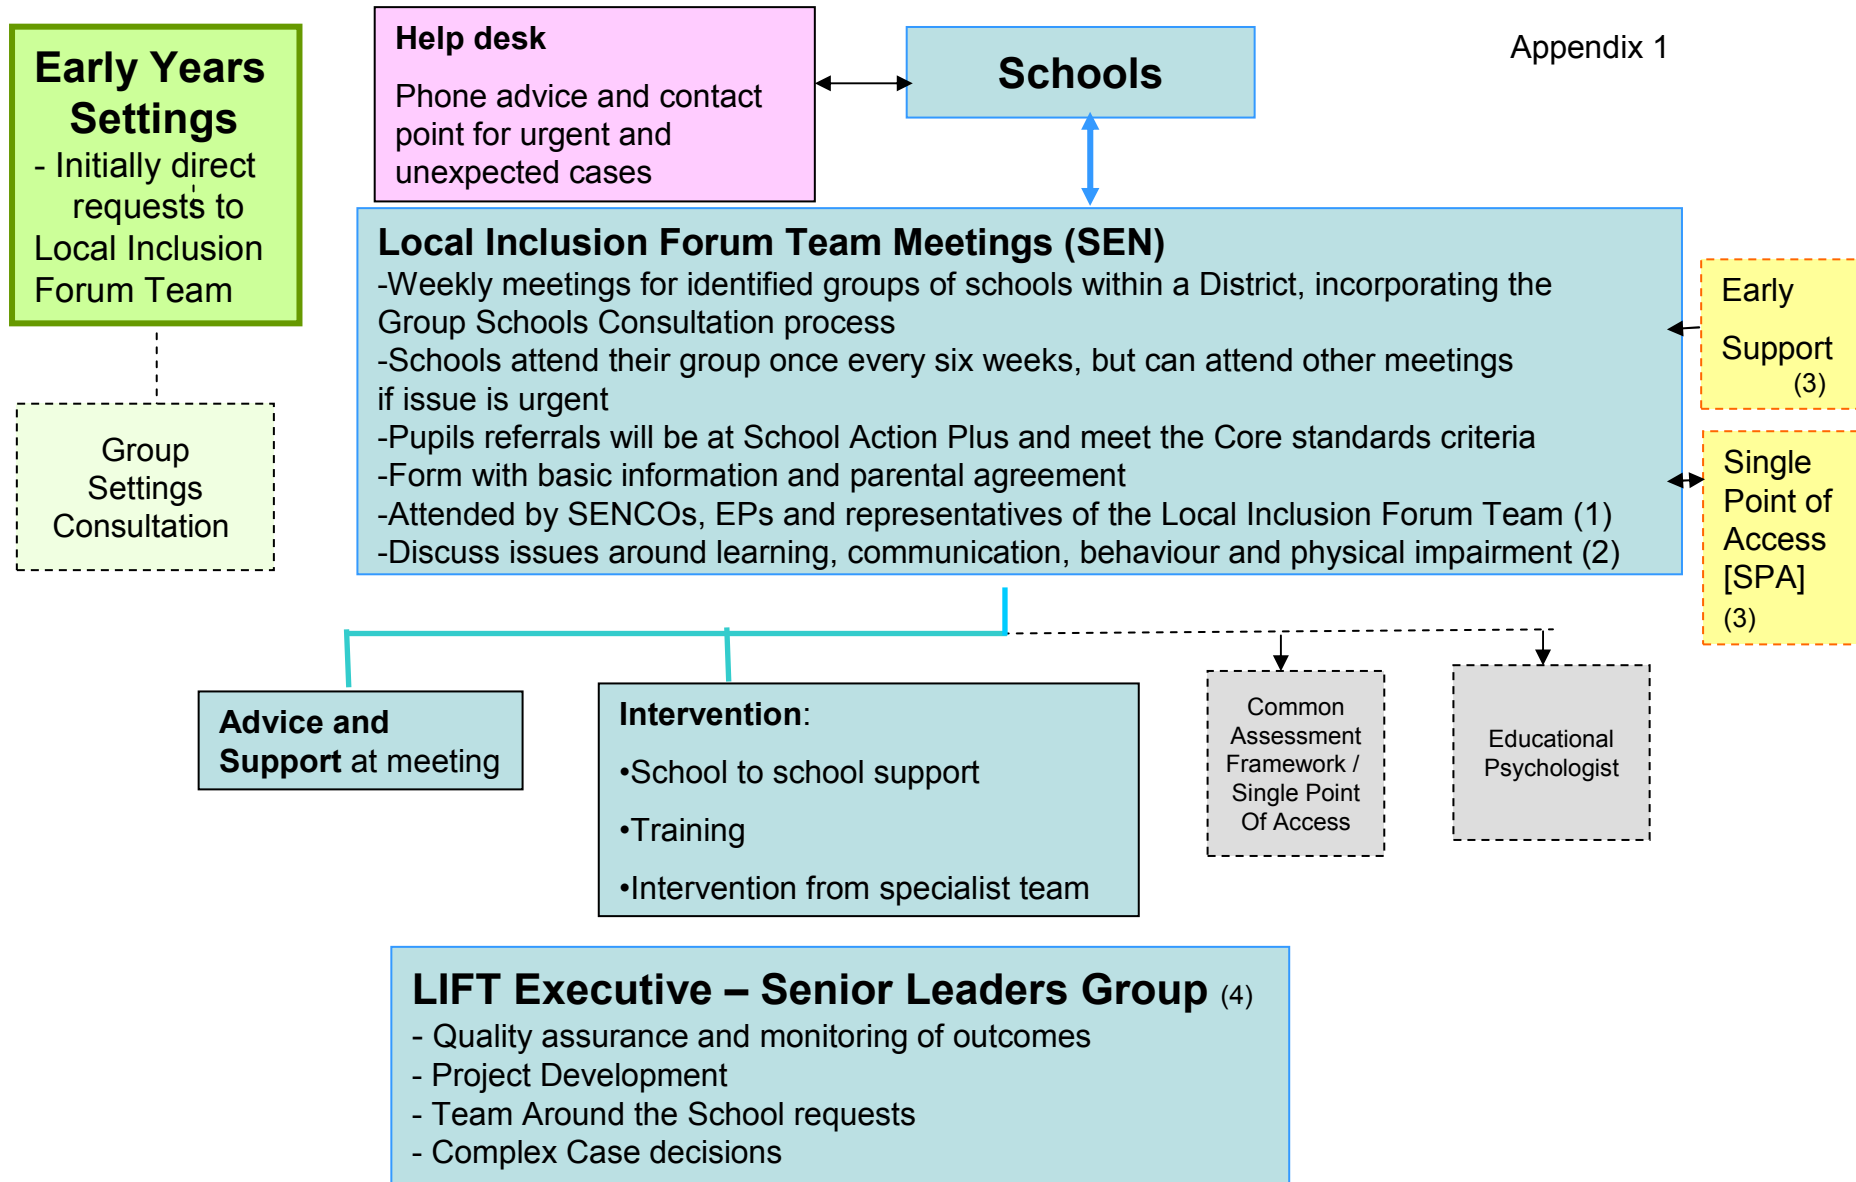 Appendix 1
Early Years
Settings
- Initially direct
requests to
Local Inclusion
Forum Team
Group
Settings
Consultation
Help desk
Phone advice and contact
point for urgent and
unexpected cases
Schools
Local Inclusion Forum Team Meetings (SEN)
-Weekly meetings for identified groups of schools within a District, incorporating the
Group Schools Consultation process
-Schools attend their group once every six weeks, but can attend other meetings
if issue is urgent
-Pupils referrals will be at School Action Plus and meet the Core standards criteria
-Form with basic information and parental agreement
-Attended by SENCOs, EPs and representatives of the Local Inclusion Forum Team (1)
-Discuss issues around learning, communication, behaviour and physical impairment (2)
Early
Support
(3)
Single
Point of
Access
[SPA]
(3)
Advice and
Support at meeting
Intervention:
•School to school support
•Training
•Intervention from specialist team
Common
Assessment
Framework /
Single Point
Of Access
Educational
Psychologist
LIFT Executive – Senior Leaders Group (4)
- Quality assurance and monitoring of outcomes
- Project Development
- Team Around the School requests
- Complex Case decisions